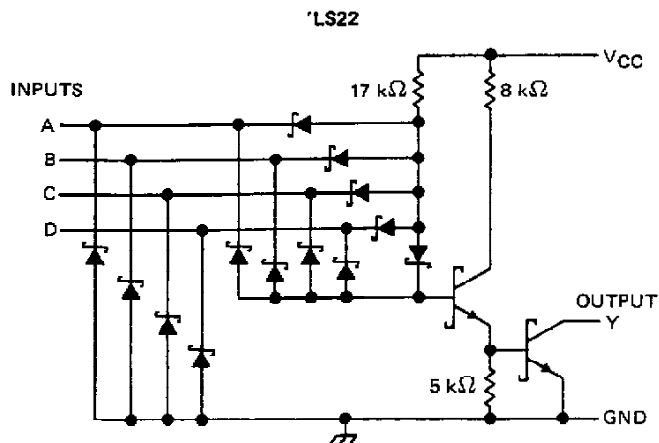 'LS22
VCC
17 kΩ
8 kΩ
INPUTS
A
B
C
D
OUTPUT
Y
5 kΩ
GND